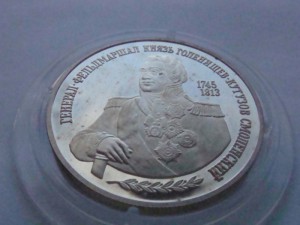 ГЕНЕРАЛ-ФЕЛЬДМАРШАЛ КНЯЗЬ ГОЛЕНИЩЕВ-КУТУЗОВ СМОЛЕНСКИЙ
1745
1813